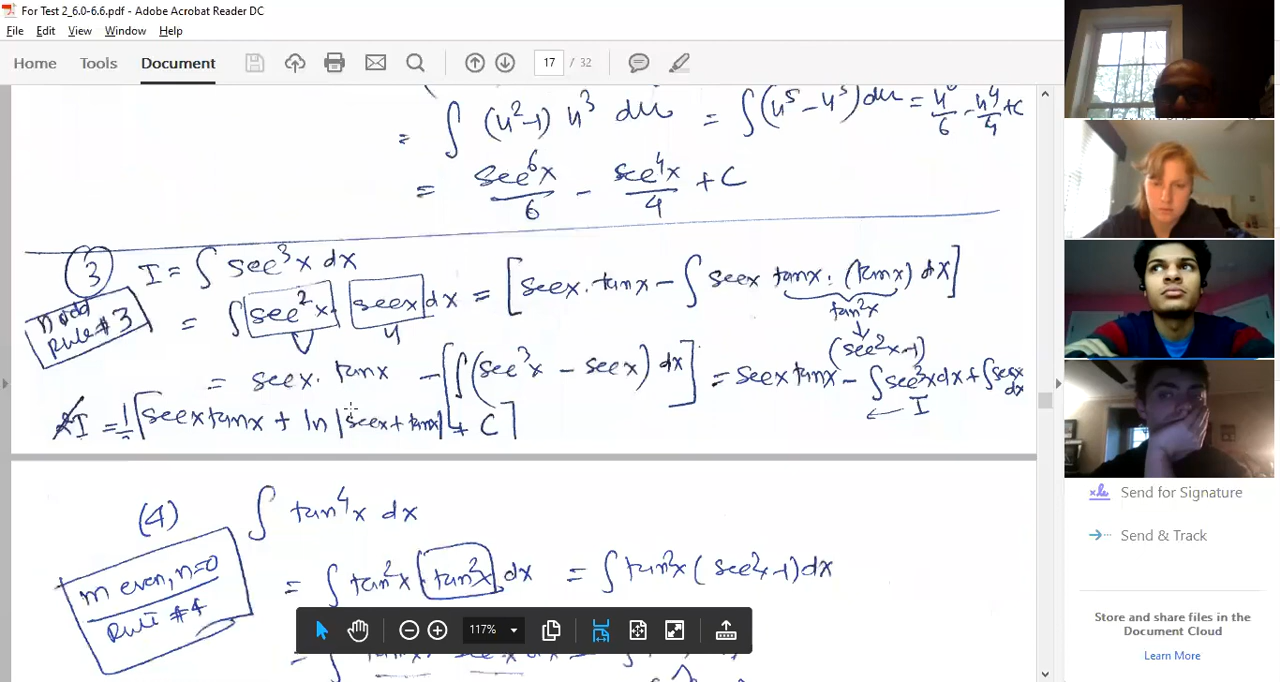 For Test 2_6.0-6.6.pdf - Adobe Acrobat Reader DC
File Edit View Window Help
Home Tools Document 17 / 32
= ∫ (u²-1) u³ du = ∫(u⁵ - u³) du = u⁶/6 - u⁴/4 + C
= sec⁶x/6 - sec⁴x/4 + C
(3) I = ∫ sec³x dx
n odd
Rule #3
= ∫ sec²x · secx dx = [secx · tanx - ∫ secx tanx · (tanx) dx]
V u tan²x
(sec²x-1)
= secx · tanx - [∫(sec³x - secx) dx] = secx tanx - ∫sec³x dx + ∫secx dx
← I
2I = 1/2 [secx tanx + ln |secx + tanx| + C]
(4) ∫ tan⁴x dx
m even, n=0
Rule #4
= ∫ tan²x · tan²x dx = ∫ tan²x (sec²x-1) dx
117%
Send for Signature
Send & Track
Store and share files in the
Document Cloud
Learn More